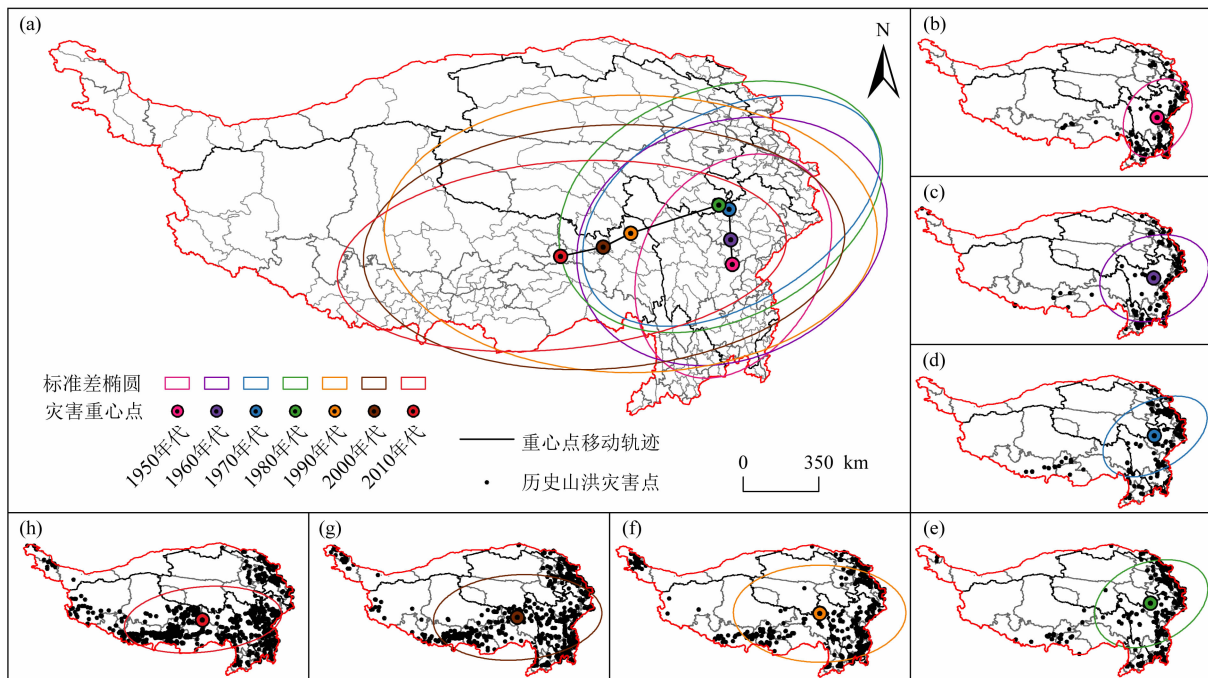 (a)
N
标准差椭圆
灾害重心点
1950年代
1960年代
1970年代
1980年代
1990年代
2000年代
2010年代
重心点移动轨迹
历史山洪灾害点
0 350 km
(b)
(c)
(d)
(h)
(g)
(f)
(e)